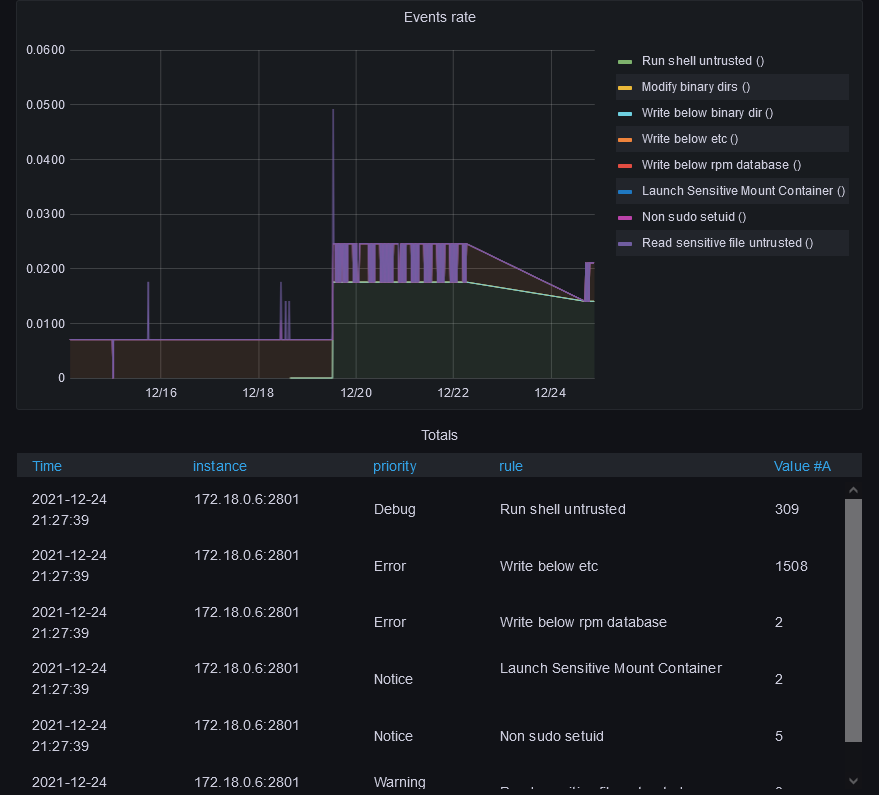 Events rate
0.0600
0.0500
0.0400
0.0300
0.0200
0.0100
0
12/16
12/18
12/20
12/22
12/24
Run shell untrusted ()
Modify binary dirs ()
Write below binary dir ()
Write below etc ()
Write below rpm database ()
Launch Sensitive Mount Container ()
Non sudo setuid ()
Read sensitive file untrusted ()
Totals
Time instance priority rule Value #A
2021-12-24
21:27:39
172.18.0.6:2801
Debug
Run shell untrusted
309
2021-12-24
21:27:39
172.18.0.6:2801
Error
Write below etc
1508
2021-12-24
21:27:39
172.18.0.6:2801
Error
Write below rpm database
2
2021-12-24
21:27:39
172.18.0.6:2801
Notice
Launch Sensitive Mount Container
2
2021-12-24
21:27:39
172.18.0.6:2801
Notice
Non sudo setuid
5
2021-12-24
172.18.0.6:2801
Warning